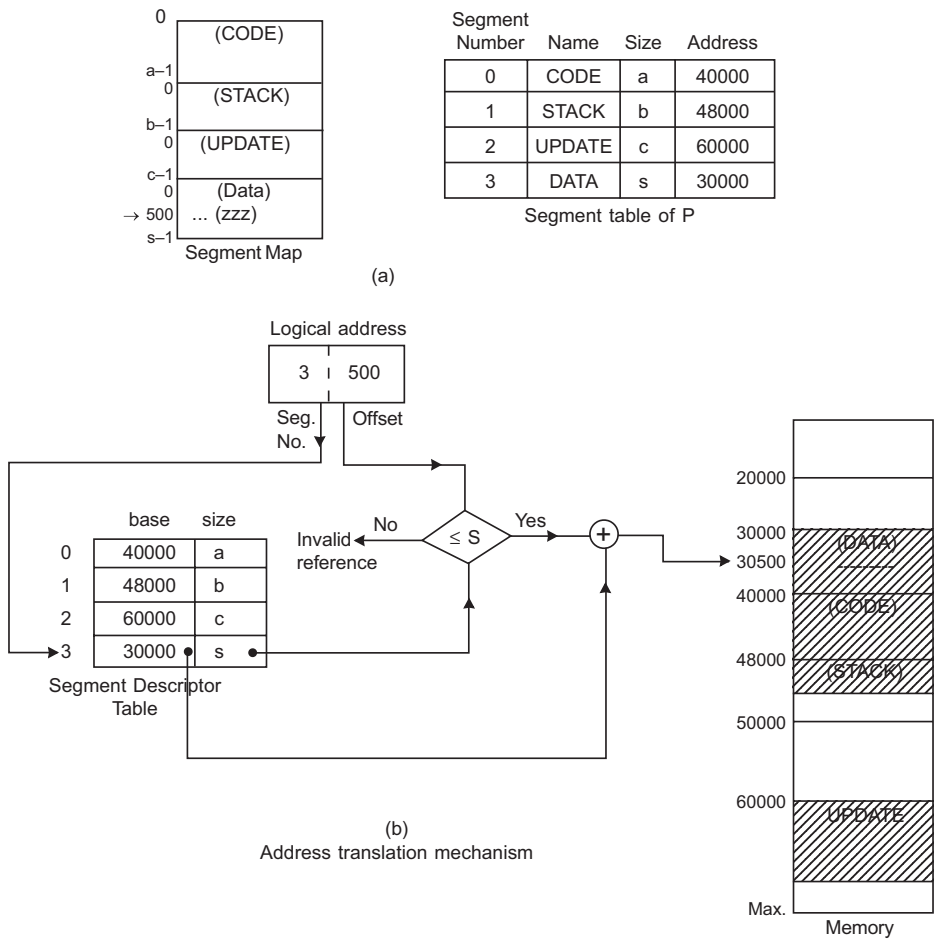 0
(CODE)
a–1
0
(STACK)
b–1
0
(UPDATE)
c–1
0
(Data)
→ 500 ... (zzz)
s–1
Segment Map
Segment
Number Name Size Address
0 CODE a 40000
1 STACK b 48000
2 UPDATE c 60000
3 DATA s 30000
Segment table of P
(a)
Logical address
3 500
Seg. Offset
No.
base size
0 40000 a
1 48000 b
2 60000 c
3 30000 s
Segment Descriptor
Table
Invalid
reference
No
≤ S
Yes
+
20000
30000
(DATA)
30500
40000
(CODE)
48000
(STACK)
50000
60000
UPDATE
Max.
Memory
(b)
Address translation mechanism